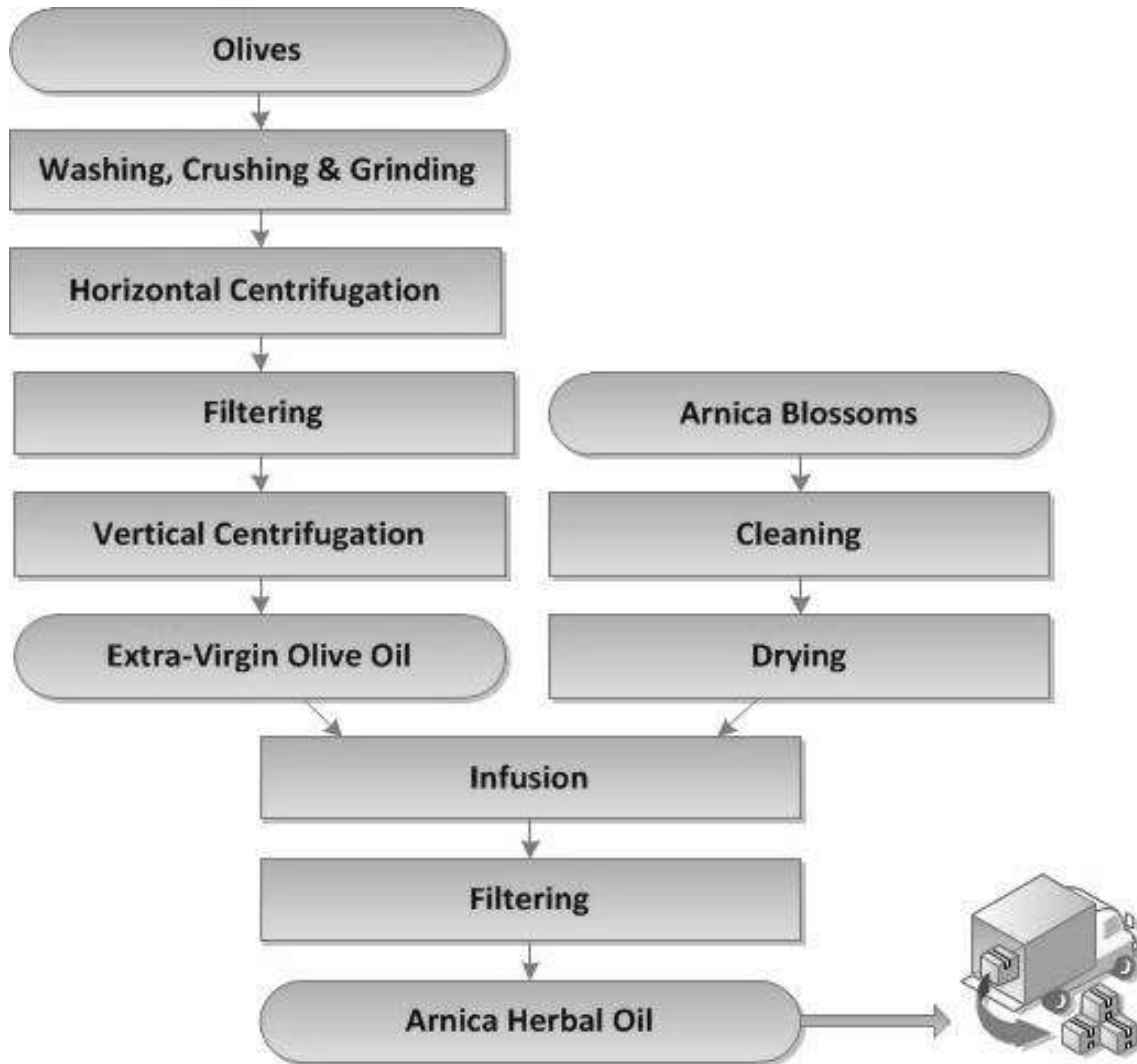 Olives
Washing, Crushing & Grinding
Horizontal Centrifugation
Filtering
Vertical Centrifugation
Extra-Virgin Olive Oil
Arnica Blossoms
Cleaning
Drying
Infusion
Filtering
Arnica Herbal Oil